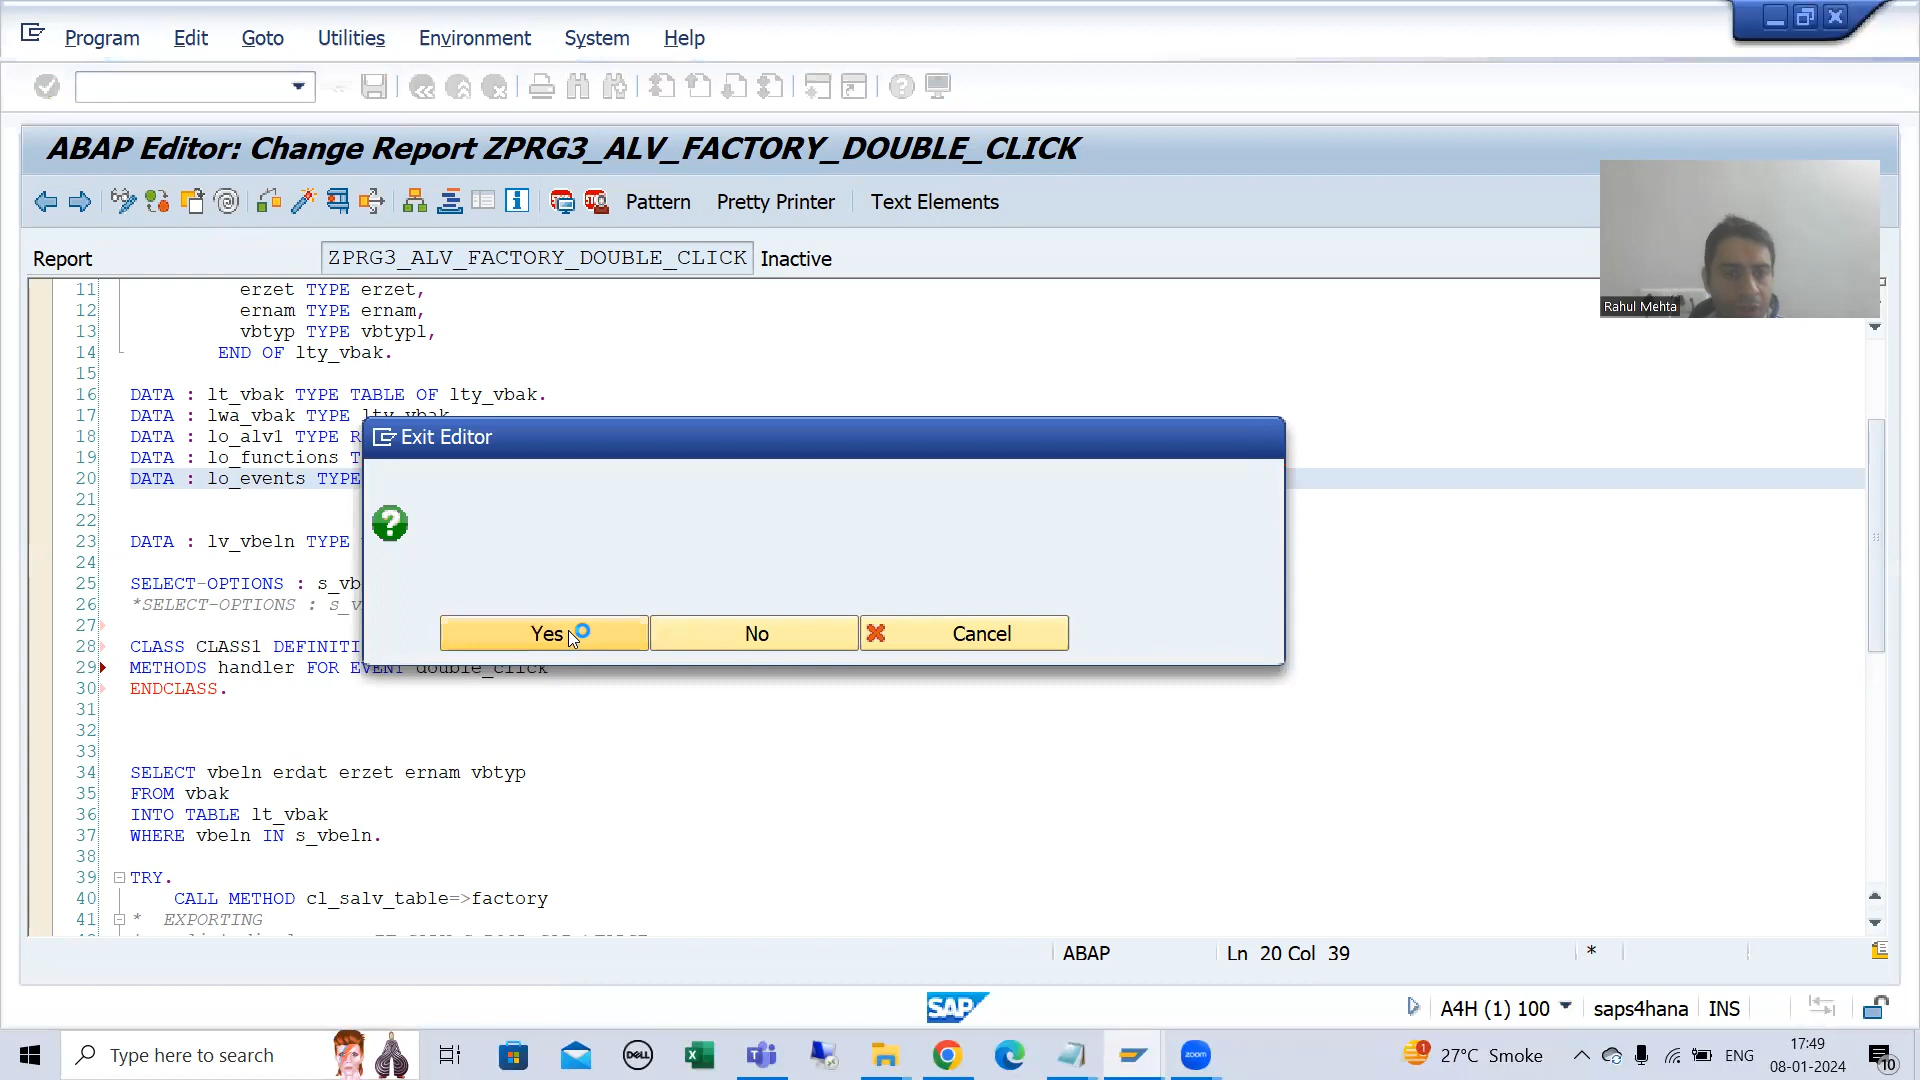 Program Edit Goto Utilities Environment System Help
ABAP Editor: Change Report ZPRG3_ALV_FACTORY_DOUBLE_CLICK
Pattern Pretty Printer Text Elements
Report ZPRG3_ALV_FACTORY_DOUBLE_CLICK Inactive
Rahul Mehta
11 erzet TYPE erzet,
12 ernam TYPE ernam,
13 vbtyp TYPE vbtypl,
14 END OF lty_vbak.
15
16 DATA : lt_vbak TYPE TABLE OF lty_vbak.
17 DATA : lwa_vbak TYPE lty_vbak
18 DATA : lo_alv1 TYPE R
19 DATA : lo_functions T
20 DATA : lo_events TYPE
21
22
23 DATA : lv_vbeln TYPE
24
25 SELECT-OPTIONS : s_vb
26 *SELECT-OPTIONS : s_v
27
28 CLASS CLASS1 DEFINITI
29 METHODS handler FOR EVENT double_click
30 ENDCLASS.
31
32
33
34 SELECT vbeln erdat erzet ernam vbtyp
35 FROM vbak
36 INTO TABLE lt_vbak
37 WHERE vbeln IN s_vbeln.
38
39 TRY.
40 CALL METHOD cl_salv_table=>factory
41 * EXPORTING
Exit Editor
Yes No Cancel
ABAP Ln 20 Col 39 *
SAP
A4H (1) 100 saps4hana INS
Type here to search
DELL
zoom
1
27°C Smoke
ENG
17:49
08-01-2024
10